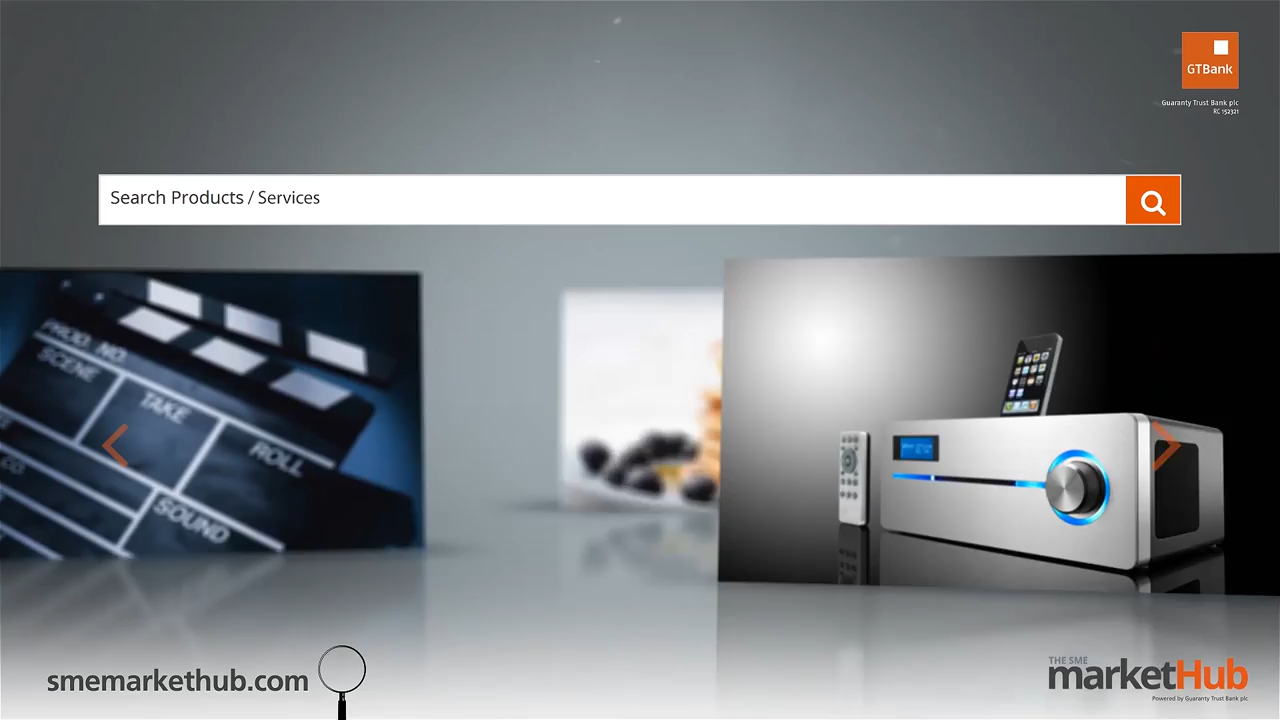 GTBank
Guaranty Trust Bank plc
RC 152321
Search Products / Services
PROD. NO.
SCENE
TAKE
ROLL
CO.
SOUND
smemarkethub.com
THE SME
marketHub
Powered by Guaranty Trust Bank plc